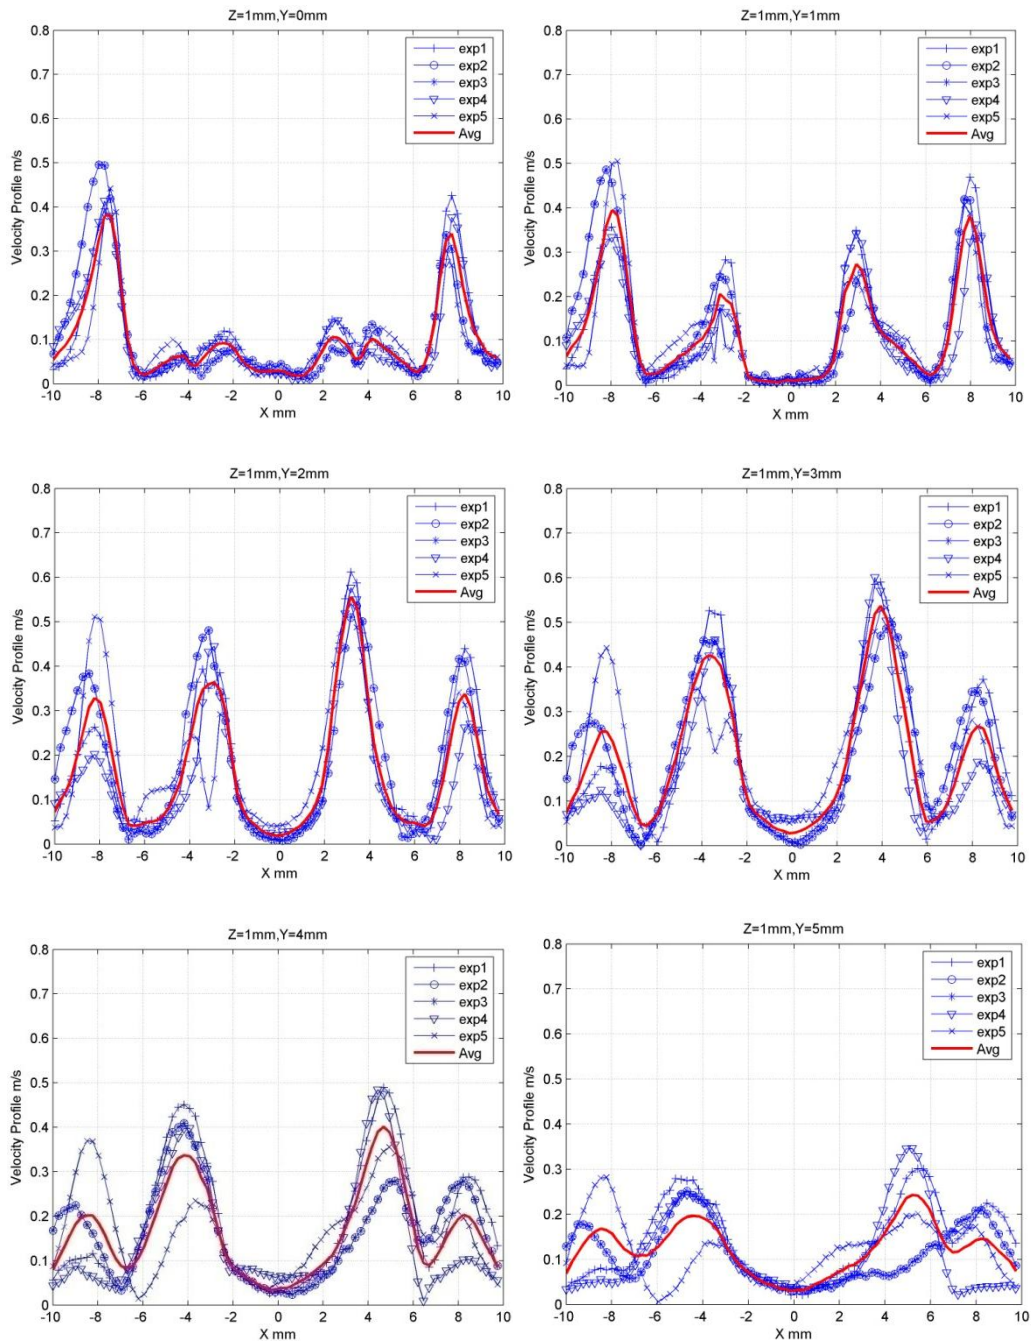 Z=1mm,Y=0mm
0.8
0.7
0.6
0.5
0.4
0.3
0.2
0.1
0
Velocity Profile m/s
exp1
exp2
exp3
exp4
exp5
Avg
-10 -8 -6 -4 -2 0 2 4 6 8 10
X mm
Z=1mm,Y=1mm
0.8
0.7
0.6
0.5
0.4
0.3
0.2
0.1
0
Velocity Profile m/s
exp1
exp2
exp3
exp4
exp5
Avg
-10 -8 -6 -4 -2 0 2 4 6 8 10
X mm
Z=1mm,Y=2mm
0.8
0.7
0.6
0.5
0.4
0.3
0.2
0.1
0
Velocity Profile m/s
exp1
exp2
exp3
exp4
exp5
Avg
-10 -8 -6 -4 -2 0 2 4 6 8 10
X mm
Z=1mm,Y=3mm
0.8
0.7
0.6
0.5
0.4
0.3
0.2
0.1
0
Velocity Profile m/s
exp1
exp2
exp3
exp4
exp5
Avg
-10 -8 -6 -4 -2 0 2 4 6 8 10
X mm
Z=1mm,Y=4mm
0.8
0.7
0.6
0.5
0.4
0.3
0.2
0.1
0
Velocity Profile m/s
exp1
exp2
exp3
exp4
exp5
Avg
-10 -8 -6 -4 -2 0 2 4 6 8 10
X mm
Z=1mm,Y=5mm
0.8
0.7
0.6
0.5
0.4
0.3
0.2
0.1
0
Velocity Profile m/s
exp1
exp2
exp3
exp4
exp5
Avg
-10 -8 -6 -4 -2 0 2 4 6 8 10
X mm